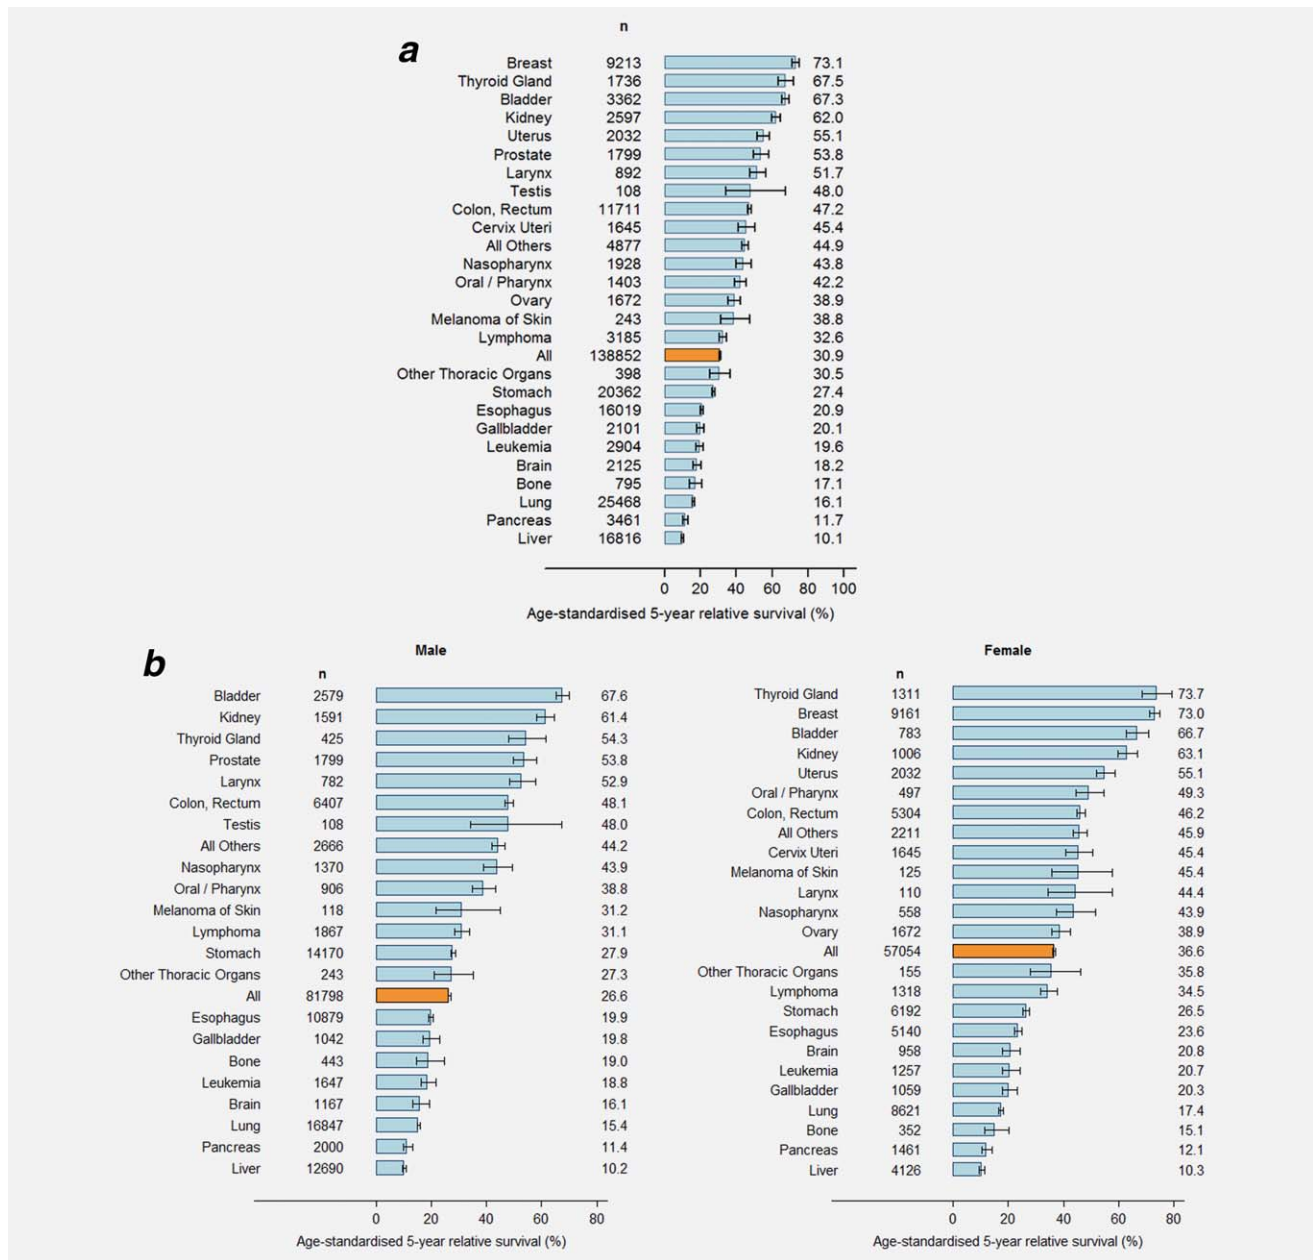 a
n
Breast 9213 73.1
Thyroid Gland 1736 67.5
Bladder 3362 67.3
Kidney 2597 62.0
Uterus 2032 55.1
Prostate 1799 53.8
Larynx 892 51.7
Testis 108 48.0
Colon, Rectum 11711 47.2
Cervix Uteri 1645 45.4
All Others 4877 44.9
Nasopharynx 1928 43.8
Oral / Pharynx 1403 42.2
Ovary 1672 38.9
Melanoma of Skin 243 38.8
Lymphoma 3185 32.6
All 138852 30.9
Other Thoracic Organs 398 30.5
Stomach 20362 27.4
Esophagus 16019 20.9
Gallbladder 2101 20.1
Leukemia 2904 19.6
Brain 2125 18.2
Bone 795 17.1
Lung 25468 16.1
Pancreas 3461 11.7
Liver 16816 10.1
0 20 40 60 80 100
Age-standardised 5-year relative survival (%)
b
Male
n
Bladder 2579 67.6
Kidney 1591 61.4
Thyroid Gland 425 54.3
Prostate 1799 53.8
Larynx 782 52.9
Colon, Rectum 6407 48.1
Testis 108 48.0
All Others 2666 44.2
Nasopharynx 1370 43.9
Oral / Pharynx 906 38.8
Melanoma of Skin 118 31.2
Lymphoma 1867 31.1
Stomach 14170 27.9
Other Thoracic Organs 243 27.3
All 81798 26.6
Esophagus 10879 19.9
Gallbladder 1042 19.8
Bone 443 19.0
Leukemia 1647 18.8
Brain 1167 16.1
Lung 16847 15.4
Pancreas 2000 11.4
Liver 12690 10.2
0 20 40 60 80
Age-standardised 5-year relative survival (%)
Female
n
Thyroid Gland 1311 73.7
Breast 9161 73.0
Bladder 783 66.7
Kidney 1006 63.1
Uterus 2032 55.1
Oral / Pharynx 497 49.3
Colon, Rectum 5304 46.2
All Others 2211 45.9
Cervix Uteri 1645 45.4
Melanoma of Skin 125 45.4
Larynx 110 44.4
Nasopharynx 558 43.9
Ovary 1672 38.9
All 57054 36.6
Other Thoracic Organs 155 35.8
Lymphoma 1318 34.5
Stomach 6192 26.5
Esophagus 5140 23.6
Brain 958 20.8
Leukemia 1257 20.7
Gallbladder 1059 20.3
Lung 8621 17.4
Bone 352 15.1
Pancreas 1461 12.1
Liver 4126 10.3
0 20 40 60 80
Age-standardised 5-year relative survival (%)